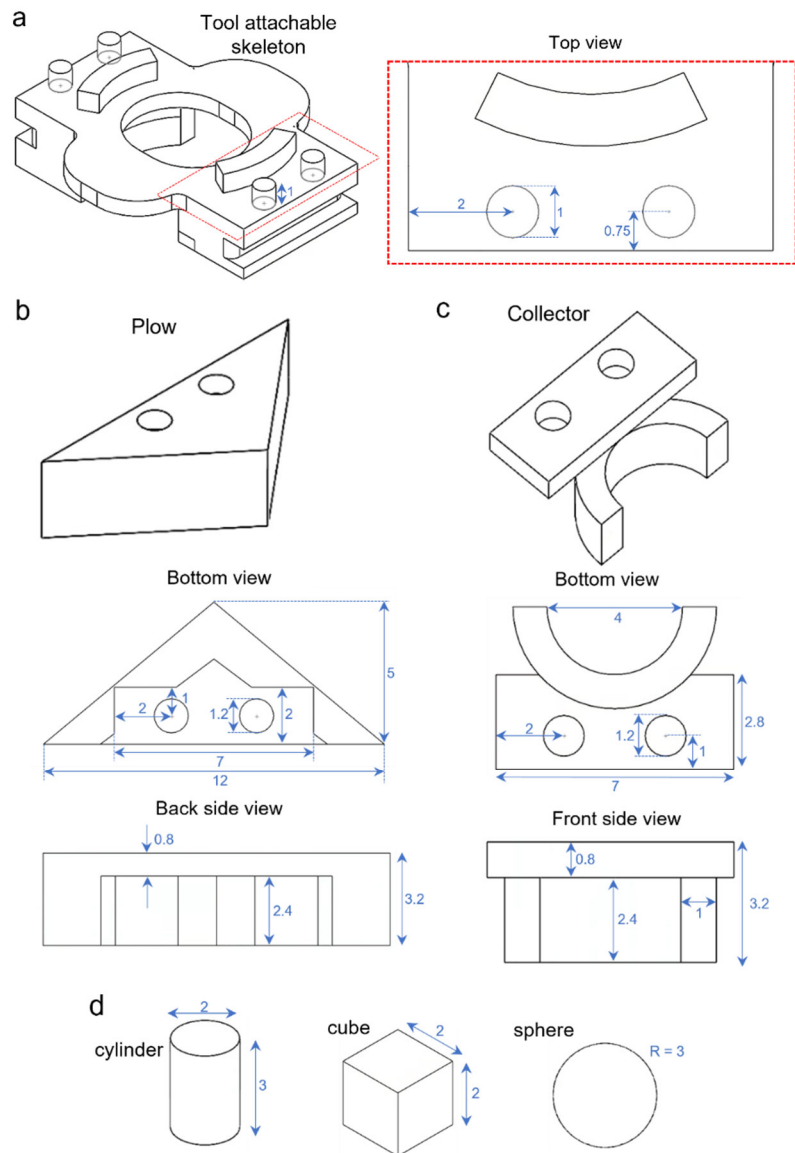 a
Tool attachable
skeleton
1
Top view
2
1
0.75
b
Plow
c
Collector
Bottom view
5
1
2
1.2
2
7
12
Bottom view
4
2.8
1.2
2
1
7
Back side view
0.8
2.4
3.2
Front side view
0.8
3.2
2.4
1
d
2
cylinder
3
cube
2
2
sphere
R = 3